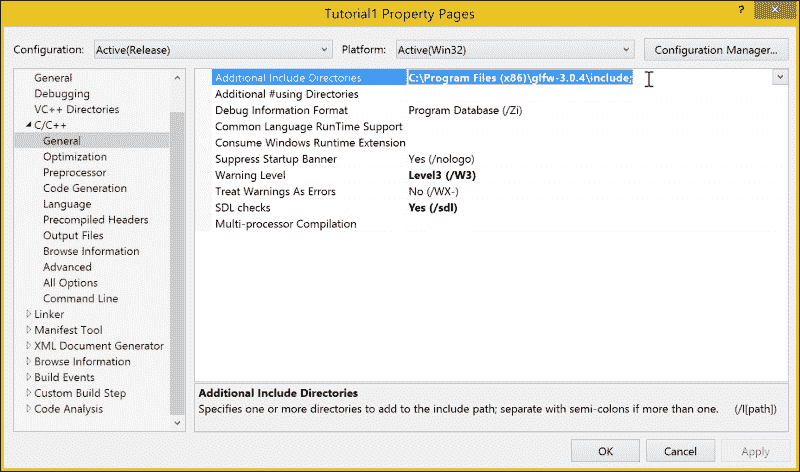 Tutorial1 Property Pages
?
Configuration: Active(Release) Platform: Active(Win32) Configuration Manager...
General
Debugging
VC++ Directories
C/C++
General
Optimization
Preprocessor
Code Generation
Language
Precompiled Headers
Output Files
Browse Information
Advanced
All Options
Command Line
Linker
Manifest Tool
XML Document Generator
Browse Information
Build Events
Custom Build Step
Code Analysis
Additional Include Directories C:\Program Files (x86)\glfw-3.0.4\include;
Additional #using Directories
Debug Information Format Program Database (/Zi)
Common Language RunTime Support
Consume Windows Runtime Extension
Suppress Startup Banner Yes (/nologo)
Warning Level Level3 (/W3)
Treat Warnings As Errors No (/WX-)
SDL checks Yes (/sdl)
Multi-processor Compilation
Additional Include Directories
Specifies one or more directories to add to the include path; separate with semi-colons if more than one. (/I[path])
OK Cancel Apply